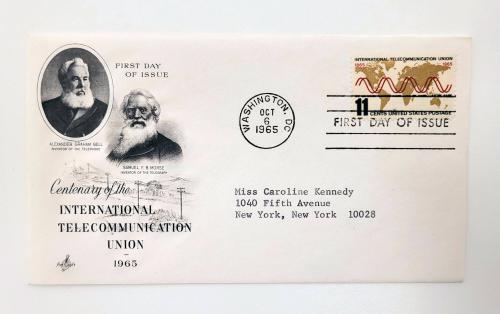 FIRST DAY
OF ISSUE
ALEXANDER GRAHAM BELL
INVENTOR OF THE TELEPHONE
SAMUEL F. B. MORSE
INVENTOR OF THE TELEGRAPH
Centenary of the
INTERNATIONAL
TELECOMMUNICATION
UNION
1965
ArtCraft
WASHINGTON, DC
OCT
6
1965
INTERNATIONAL TELECOMMUNICATION UNION
1865 1965
11 CENTS UNITED STATES POSTAGE
FIRST DAY OF ISSUE
Miss Caroline Kennedy
1040 Fifth Avenue
New York, New York 10028